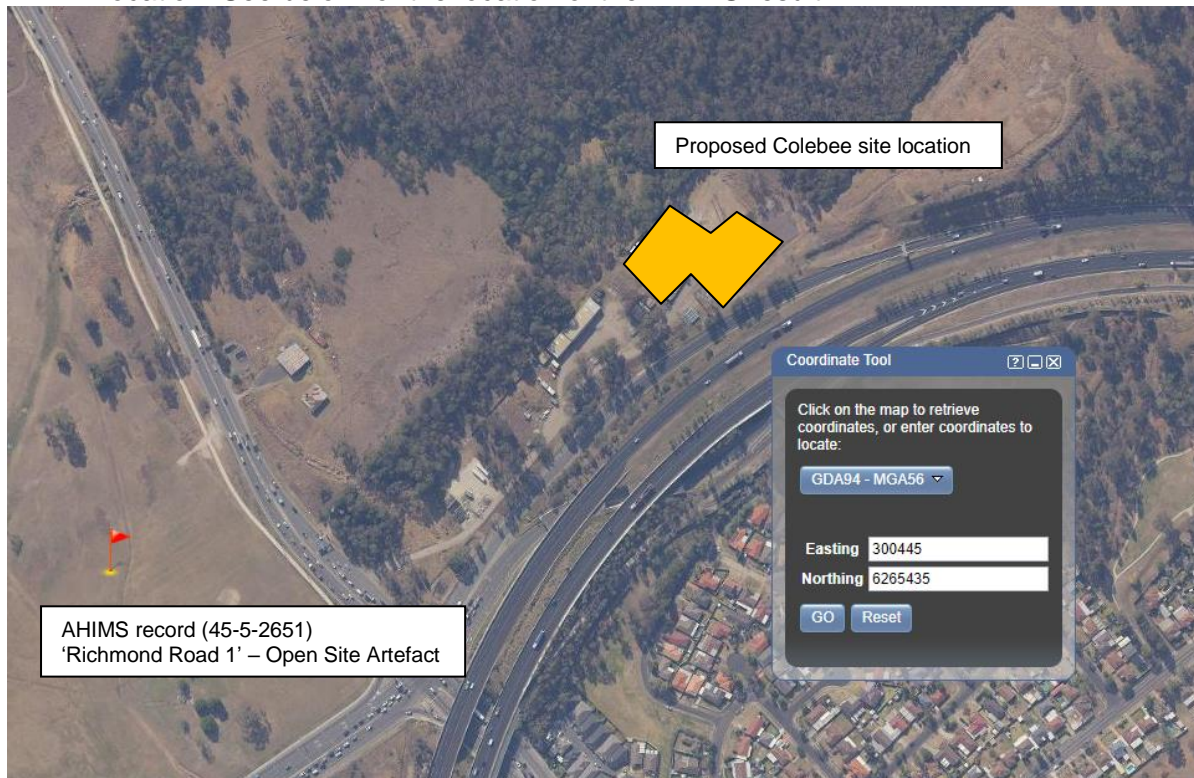 Proposed Colebee site location
Coordinate Tool
Click on the map to retrieve
coordinates, or enter coordinates to
locate:
GDA94 - MGA56
Easting 300445
Northing 6265435
GO Reset
AHIMS record (45-5-2651)
‘Richmond Road 1’ – Open Site Artefact